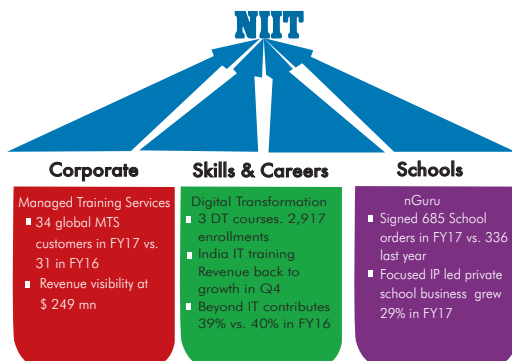 NIIT
Corporate
Managed Training Services
34 global MTS
customers in FY17 vs.
31 in FY16
Revenue visibility at
$ 249 mn
Skills & Careers
Digital Transformation
3 DT courses. 2,917
enrollments
India IT training
Revenue back to
growth in Q4
Beyond IT contributes
39% vs. 40% in FY16
Schools
nGuru
Signed 685 School
orders in FY17 vs. 336
last year
Focused IP led private
school business grew
29% in FY17